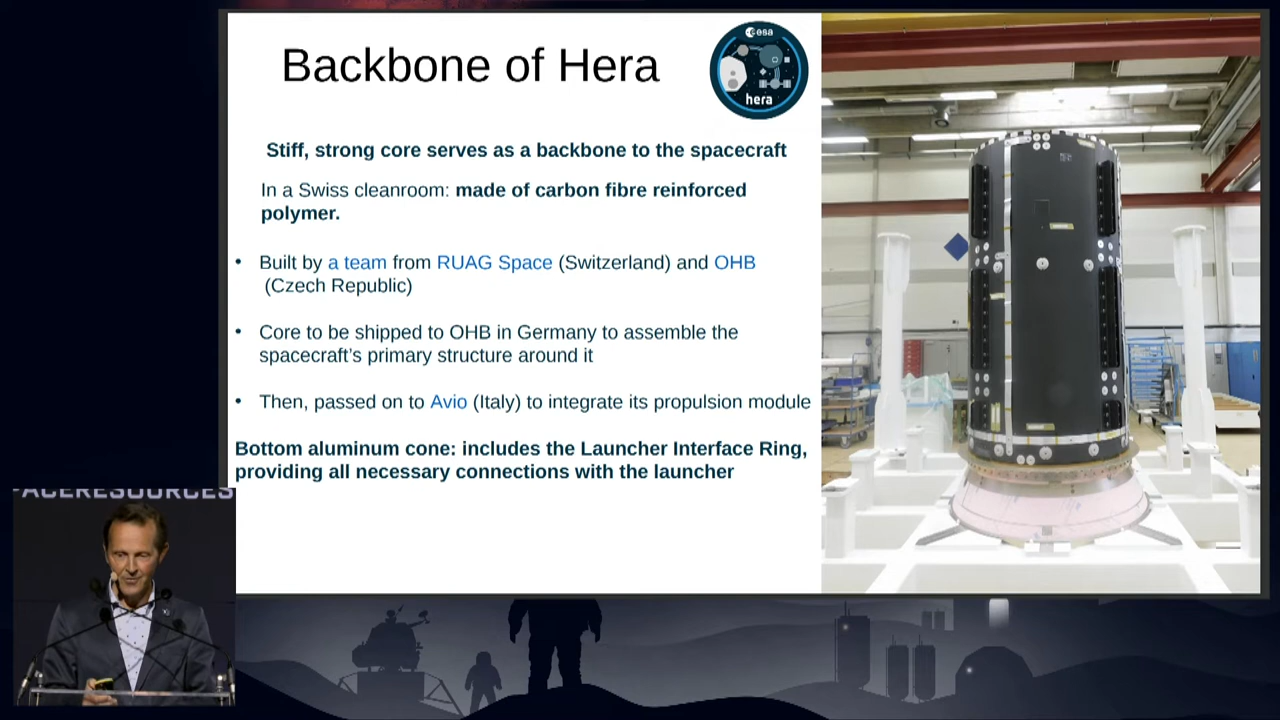 Backbone of Hera
esa
hera
Stiff, strong core serves as a backbone to the spacecraft
In a Swiss cleanroom: made of carbon fibre reinforced
polymer.
• Built by a team from RUAG Space (Switzerland) and OHB
(Czech Republic)
• Core to be shipped to OHB in Germany to assemble the
spacecraft’s primary structure around it
• Then, passed on to Avio (Italy) to integrate its propulsion module
Bottom aluminum cone: includes the Launcher Interface Ring,
providing all necessary connections with the launcher